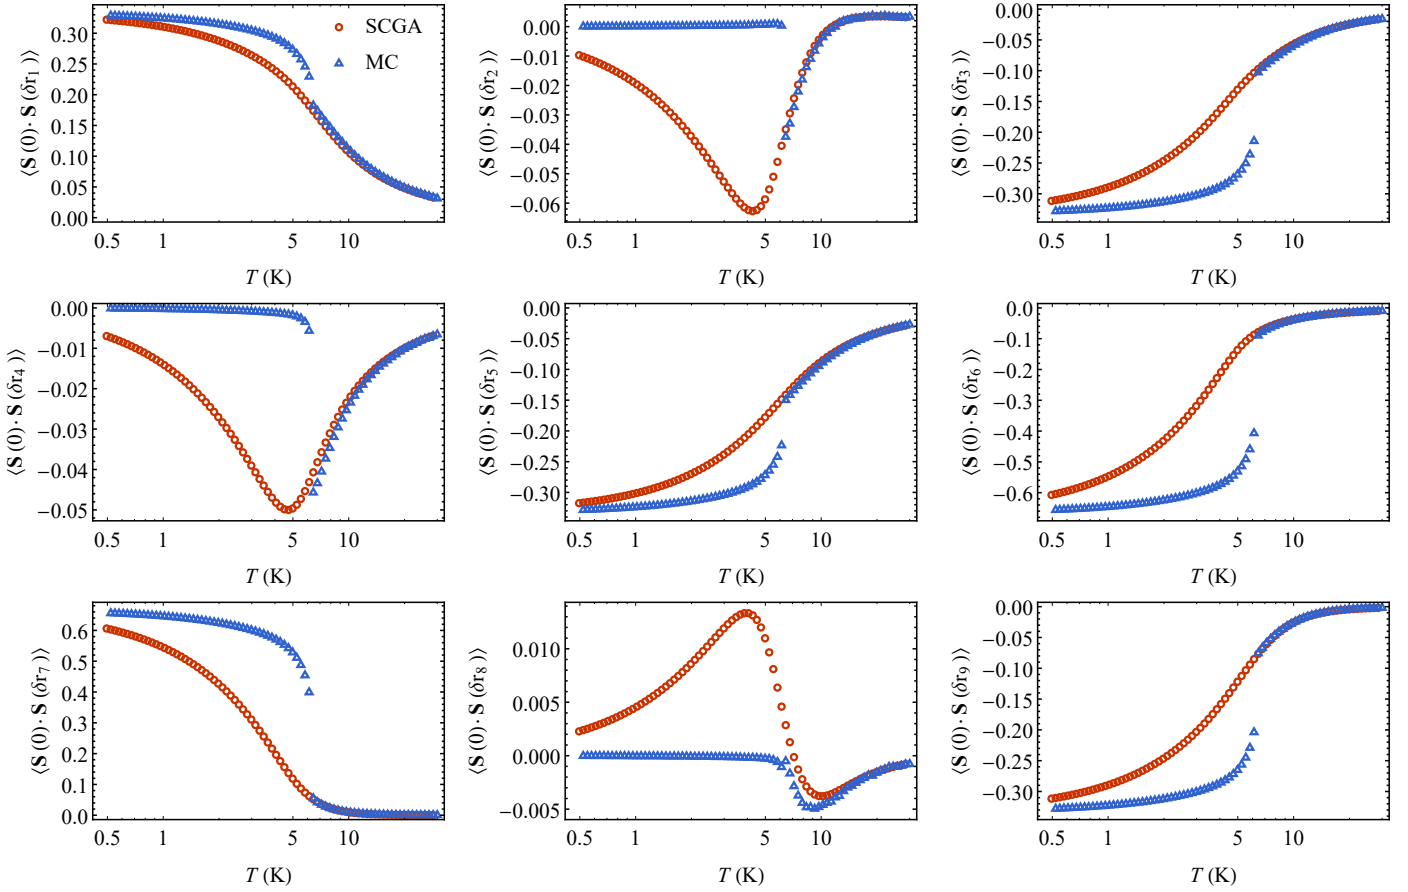 ⟨S(0)·S(δr₁)⟩
0.30
0.25
0.20
0.15
0.10
0.05
0.00
SCGA
MC
0.5 1 5 10
T (K)
⟨S(0)·S(δr₂)⟩
0.00
−0.01
−0.02
−0.03
−0.04
−0.05
−0.06
0.5 1 5 10
T (K)
⟨S(0)·S(δr₃)⟩
0.00
−0.05
−0.10
−0.15
−0.20
−0.25
−0.30
0.5 1 5 10
T (K)
⟨S(0)·S(δr₄)⟩
0.00
−0.01
−0.02
−0.03
−0.04
−0.05
0.5 1 5 10
T (K)
⟨S(0)·S(δr₅)⟩
0.00
−0.05
−0.10
−0.15
−0.20
−0.25
−0.30
0.5 1 5 10
T (K)
⟨S(0)·S(δr₆)⟩
0.0
−0.1
−0.2
−0.3
−0.4
−0.5
−0.6
0.5 1 5 10
T (K)
⟨S(0)·S(δr₇)⟩
0.6
0.5
0.4
0.3
0.2
0.1
0.0
0.5 1 5 10
T (K)
⟨S(0)·S(δr₈)⟩
0.010
0.005
0.000
−0.005
0.5 1 5 10
T (K)
⟨S(0)·S(δr₉)⟩
0.00
−0.05
−0.10
−0.15
−0.20
−0.25
−0.30
0.5 1 5 10
T (K)